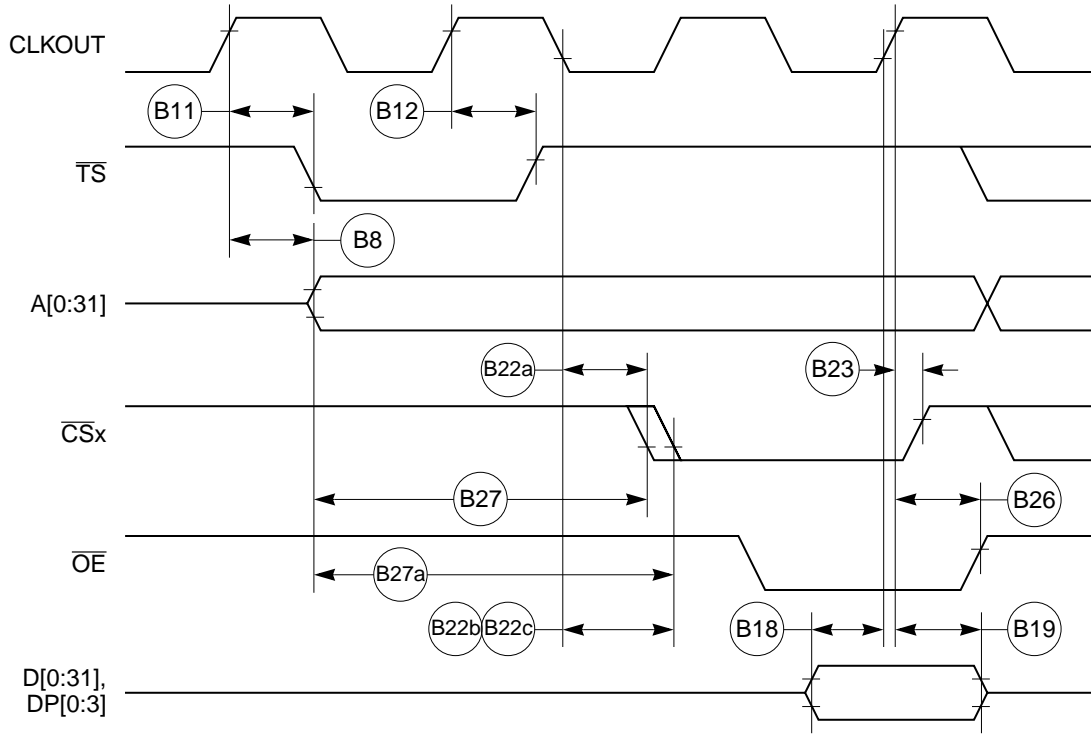 CLKOUT
B11
B12
TS
B8
A[0:31]
B22a
B23
CSx
B27
B26
OE
B27a
B22b
B22c
B18
B19
D[0:31],
DP[0:3]